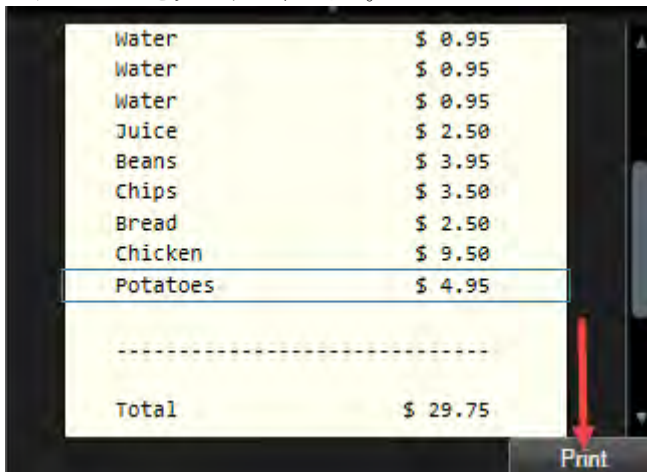 Water $ 0.95
Water $ 0.95
Water $ 0.95
Juice $ 2.50
Beans $ 3.95
Chips $ 3.50
Bread $ 2.50
Chicken $ 9.50
Potatoes $ 4.95
------------------------------
Total $ 29.75
Print